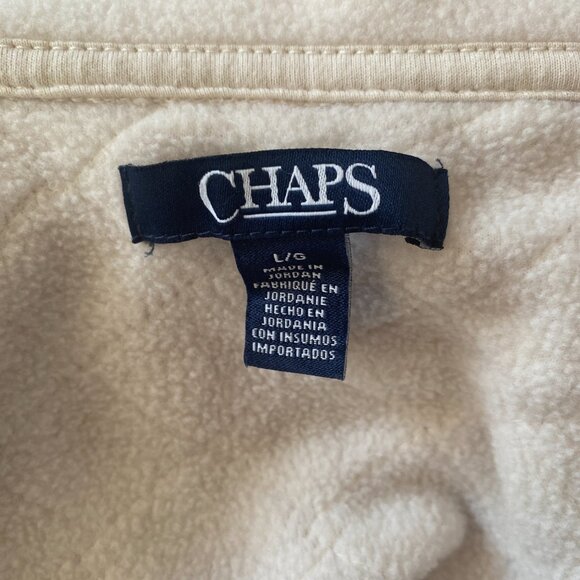 CHAPS
L/G
MADE IN
JORDAN
FABRIQUÉ EN
JORDANIE
HECHO EN
JORDANIA
CON INSUMOS
IMPORTADOS